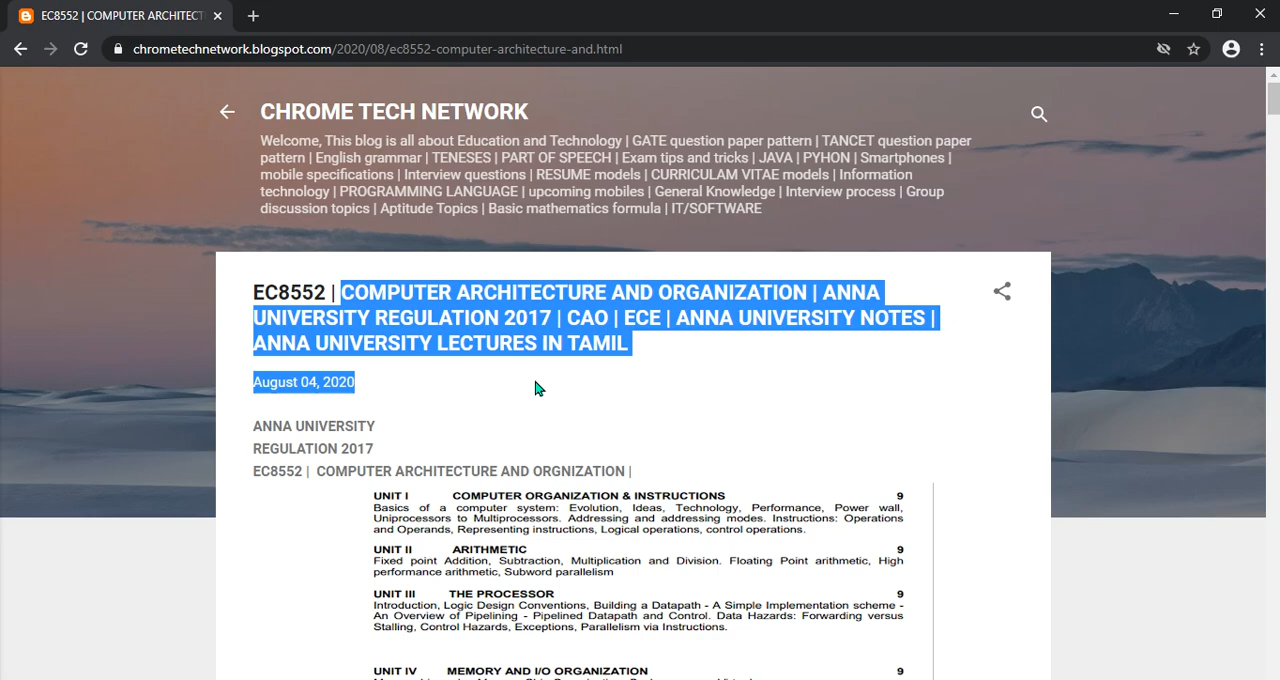 EC8552 | COMPUTER ARCHITECT
chrometechnetwork.blogspot.com/2020/08/ec8552-computer-architecture-and.html
CHROME TECH NETWORK
Welcome, This blog is all about Education and Technology | GATE question paper pattern | TANCET question paper
pattern | English grammar | TENESES | PART OF SPEECH | Exam tips and tricks | JAVA | PYHON | Smartphones |
mobile specifications | Interview questions | RESUME models | CURRICULAM VITAE models | Information
technology | PROGRAMMING LANGUAGE | upcoming mobiles | General Knowledge | Interview process | Group
discussion topics | Aptitude Topics | Basic mathematics formula | IT/SOFTWARE
EC8552 | COMPUTER ARCHITECTURE AND ORGANIZATION | ANNA
UNIVERSITY REGULATION 2017 | CAO | ECE | ANNA UNIVERSITY NOTES |
ANNA UNIVERSITY LECTURES IN TAMIL
August 04, 2020
ANNA UNIVERSITY
REGULATION 2017
EC8552 | COMPUTER ARCHITECTURE AND ORGNIZATION |
UNIT I COMPUTER ORGANIZATION & INSTRUCTIONS 9
Basics of a computer system: Evolution, Ideas, Technology, Performance, Power wall,
Uniprocessors to Multiprocessors. Addressing and addressing modes. Instructions: Operations
and Operands, Representing instructions, Logical operations, control operations.
UNIT II ARITHMETIC 9
Fixed point Addition, Subtraction, Multiplication and Division. Floating Point arithmetic, High
performance arithmetic, Subword parallelism
UNIT III THE PROCESSOR 9
Introduction, Logic Design Conventions, Building a Datapath - A Simple Implementation scheme -
An Overview of Pipelining - Pipelined Datapath and Control. Data Hazards: Forwarding versus
Stalling, Control Hazards, Exceptions, Parallelism via Instructions.
UNIT IV MEMORY AND I/O ORGANIZATION 9